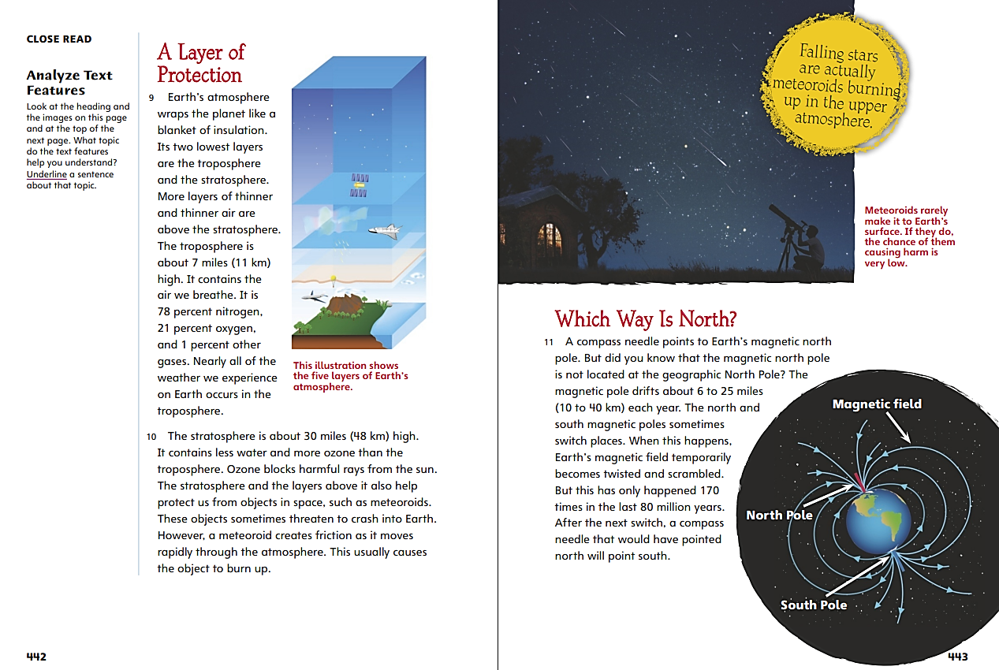 CLOSE READ
Analyze Text
Features
Look at the heading and
the images on this page
and at the top of the
next page. What topic
do the text features
help you understand?
Underline a sentence
about that topic.
A Layer of
Protection
9 Earth's atmosphere
wraps the planet like a
blanket of insulation.
Its two lowest layers
are the troposphere
and the stratosphere.
More layers of thinner
and thinner air are
above the stratosphere.
The troposphere is
about 7 miles (11 km)
high. It contains the
air we breathe. It is
78 percent nitrogen,
21 percent oxygen,
and 1 percent other
gases. Nearly all of the
weather we experience
on Earth occurs in the
troposphere.
This illustration shows
the five layers of Earth's
atmosphere.
10 The stratosphere is about 30 miles (48 km) high.
It contains less water and more ozone than the
troposphere. Ozone blocks harmful rays from the sun.
The stratosphere and the layers above it also help
protect us from objects in space, such as meteoroids.
These objects sometimes threaten to crash into Earth.
However, a meteoroid creates friction as it moves
rapidly through the atmosphere. This usually causes
the object to burn up.
442
Falling stars
are actually
meteoroids burning
up in the upper
atmosphere.
Meteoroids rarely
make it to Earth's
surface. If they do,
the chance of them
causing harm is
very low.
Which Way Is North?
11 A compass needle points to Earth's magnetic north
pole. But did you know that the magnetic north pole
is not located at the geographic North Pole? The
magnetic pole drifts about 6 to 25 miles
(10 to 40 km) each year. The north and
south magnetic poles sometimes
switch places. When this happens,
Earth's magnetic field temporarily
becomes twisted and scrambled.
But this has only happened 170
times in the last 80 million years.
After the next switch, a compass
needle that would have pointed
north will point south.
Magnetic field
North Pole
South Pole
443